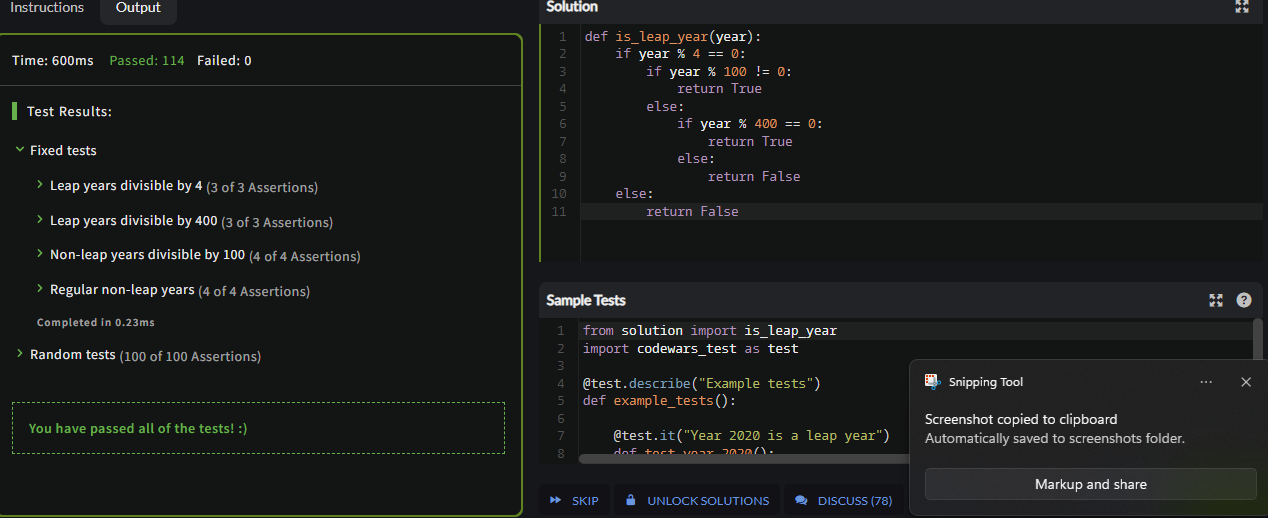 Instructions
Output
Time: 600ms Passed: 114 Failed: 0
Test Results:
Fixed tests
Leap years divisible by 4 (3 of 3 Assertions)
Leap years divisible by 400 (3 of 3 Assertions)
Non-leap years divisible by 100 (4 of 4 Assertions)
Regular non-leap years (4 of 4 Assertions)
Completed in 0.23ms
Random tests (100 of 100 Assertions)
You have passed all of the tests! :)
Solution
1 def is_leap_year(year):
2     if year % 4 == 0:
3         if year % 100 != 0:
4             return True
5         else:
6             if year % 400 == 0:
7                 return True
8             else:
9                 return False
10     else:
11         return False
Sample Tests
?
1 from solution import is_leap_year
2 import codewars_test as test
3
4 @test.describe("Example tests")
5 def example_tests():
6
7     @test.it("Year 2020 is a leap year")
8     def test_year_2020():
SKIP
UNLOCK SOLUTIONS
DISCUSS (78)
Snipping Tool
Screenshot copied to clipboard
Automatically saved to screenshots folder.
Markup and share